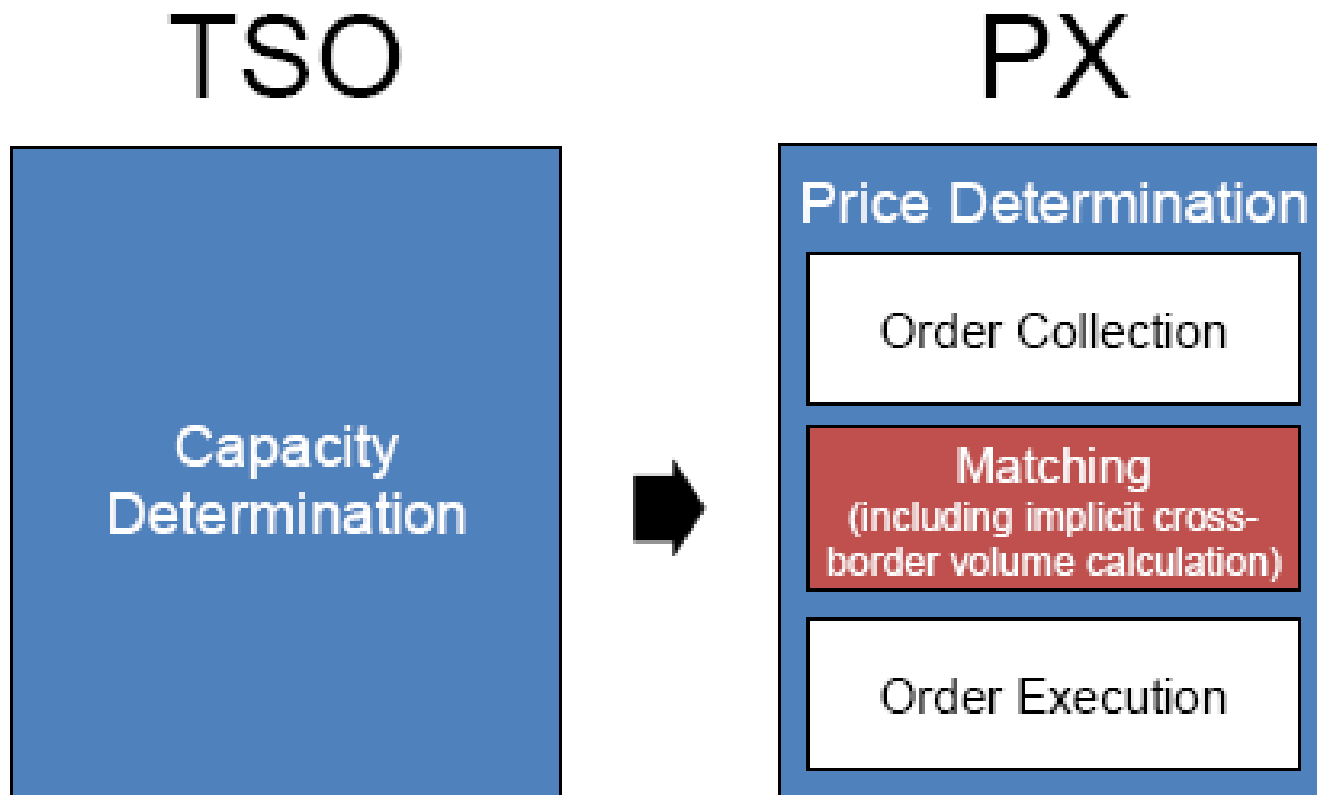 TSO
PX
Capacity
Determination
Price Determination
Order Collection
Matching
(including implicit cross-
border volume calculation)
Order Execution